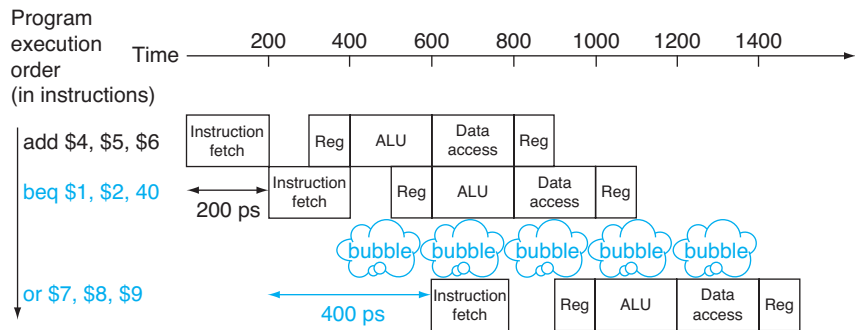 Program
execution
order
(in instructions)
Time
200 400 600 800 1000 1200 1400
add $4, $5, $6
Instruction
fetch
Reg
ALU
Data
access
Reg
beq $1, $2, 40
200 ps
Instruction
fetch
Reg
ALU
Data
access
Reg
bubble bubble bubble bubble bubble
or $7, $8, $9
400 ps
Instruction
fetch
Reg
ALU
Data
access
Reg